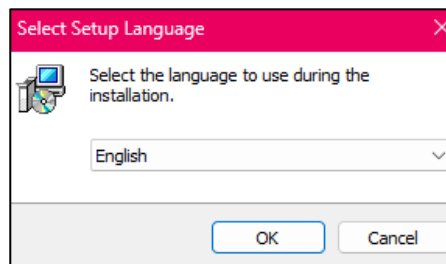 Select Setup Language
Select the language to use during the
installation.
English
OK
Cancel